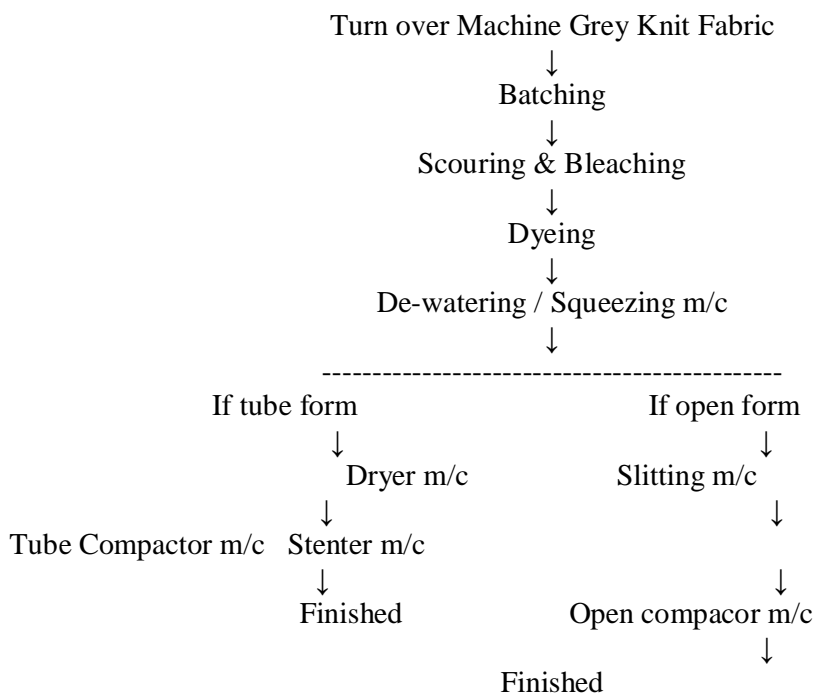 Turn over Machine Grey Knit Fabric
↓
Batching
↓
Scouring & Bleaching
↓
Dyeing
↓
De-watering / Squeezing m/c
↓
----------------------------------------------
If tube form If open form
↓ ↓
Dryer m/c Slitting m/c
↓ ↓
Tube Compactor m/c Stenter m/c
↓ ↓
Finished Open compacor m/c
↓
Finished